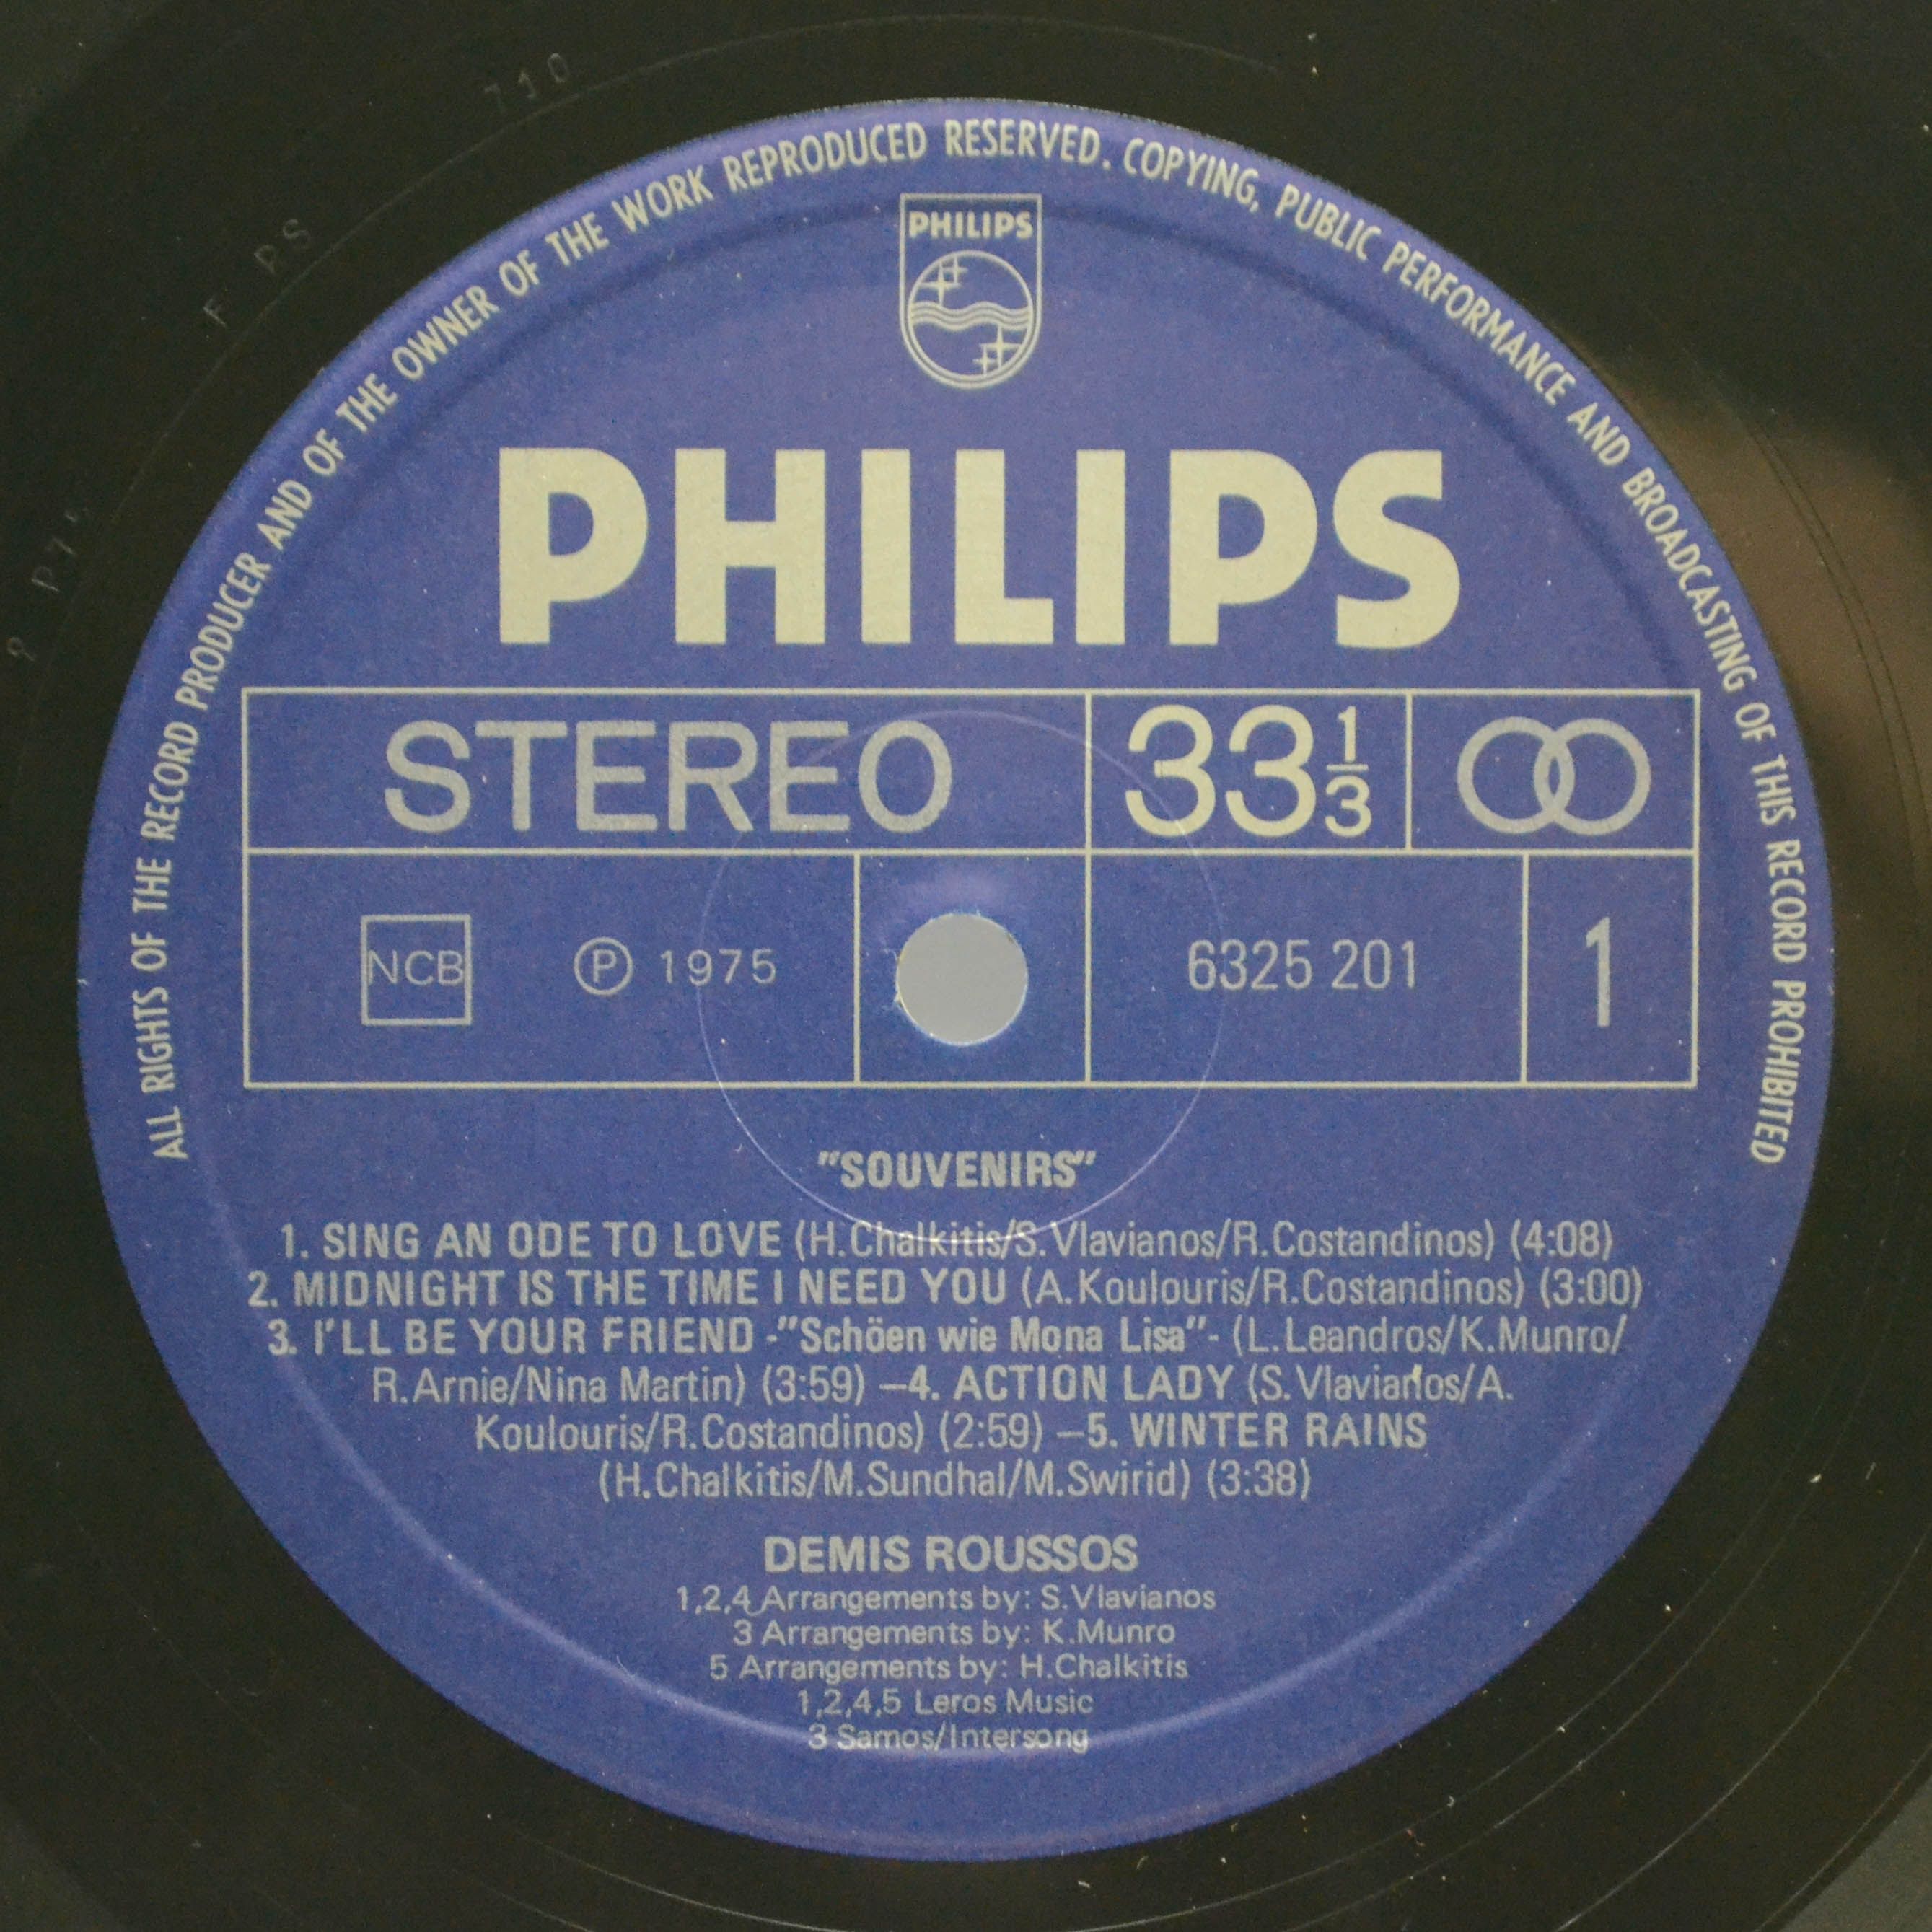 ALL RIGHTS OF THE RECORD PRODUCER AND OF THE OWNER OF THE WORK REPRODUCED RESERVED. COPYING, PUBLIC PERFORMANCE AND BROADCASTING OF THIS RECORD PROHIBITED
PHILIPS
PHILIPS
STEREO 33 1/3
NCB ℗ 1975 6325 201 1
"SOUVENIRS"
1. SING AN ODE TO LOVE (H.Chalkitis/S.Vlavianos/R.Costandinos) (4:08)
2. MIDNIGHT IS THE TIME I NEED YOU (A.Koulouris/R.Costandinos) (3:00)
3. I'LL BE YOUR FRIEND -"Schöen wie Mona Lisa"- (L.Leandros/K.Munro/
R.Arnie/Nina Martin) (3:59) —4. ACTION LADY (S.Vlavianos/A.
Koulouris/R.Costandinos) (2:59) —5. WINTER RAINS
(H.Chalkitis/M.Sundhal/M.Swirid) (3:38)
DEMIS ROUSSOS
1,2,4 Arrangements by: S.Vlavianos
3 Arrangements by: K.Munro
5 Arrangements by: H.Chalkitis
1,2,4,5 Leros Music
3 Samos/Intersong